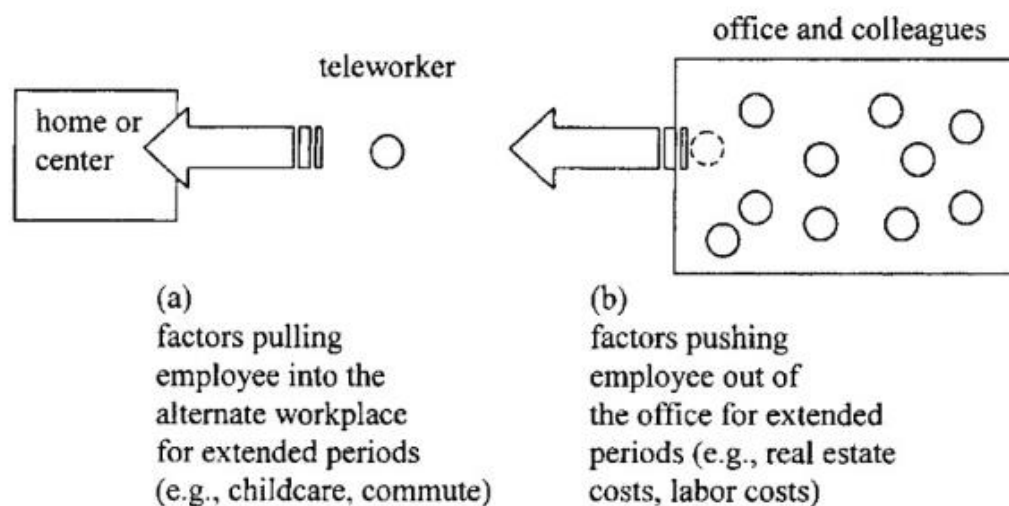 office and colleagues
teleworker
home or
center
(a)
factors pulling
employee into the
alternate workplace
for extended periods
(e.g., childcare, commute)
(b)
factors pushing
employee out of
the office for extended
periods (e.g., real estate
costs, labor costs)